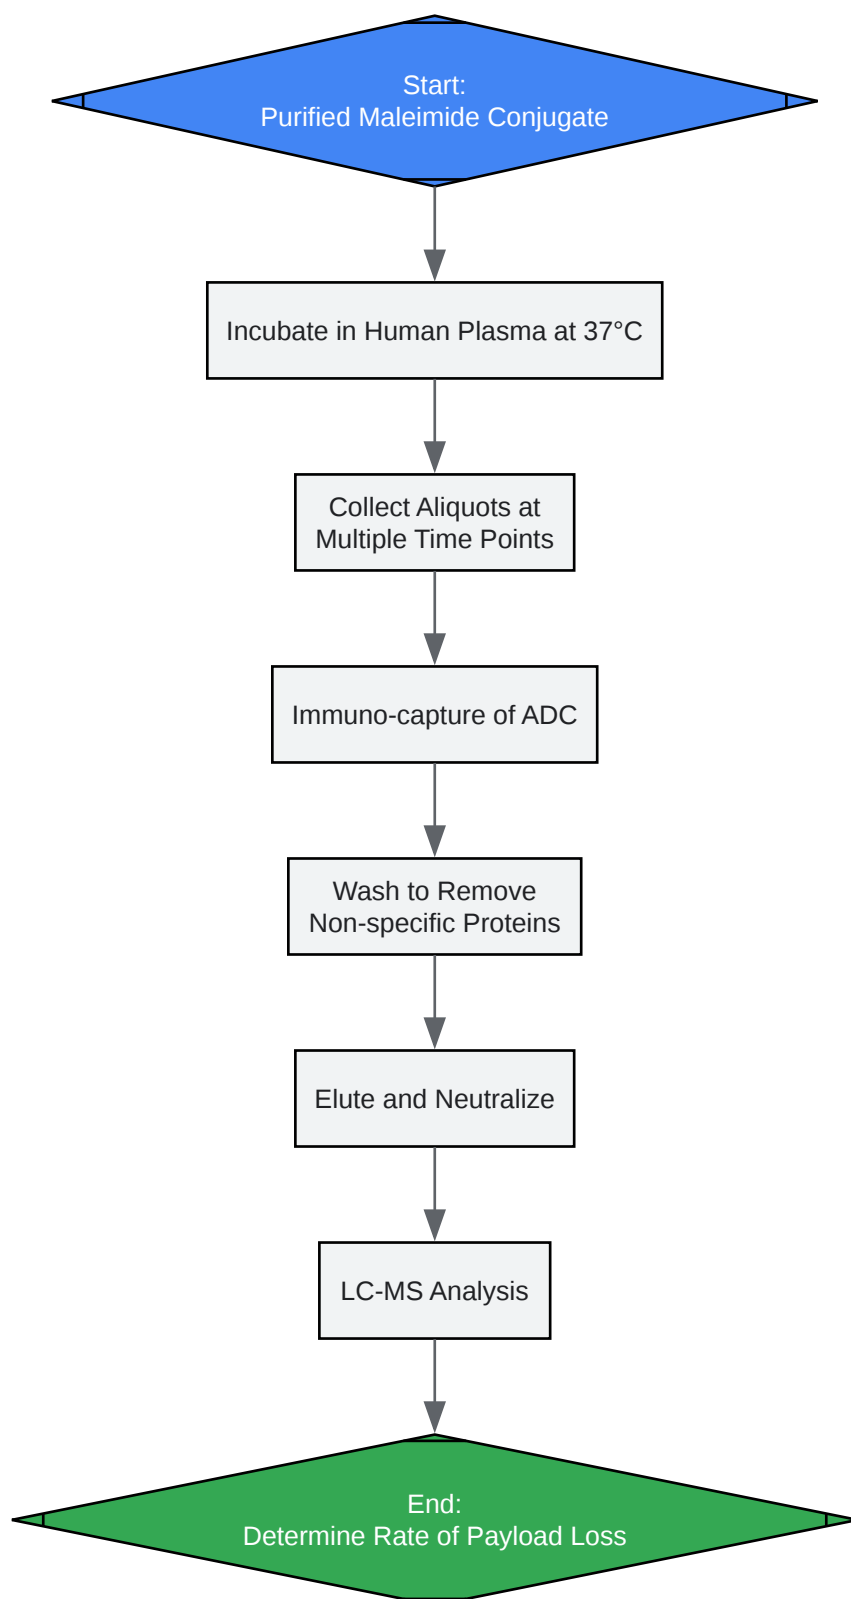 Start:
Purified Maleimide Conjugate
Incubate in Human Plasma at 37°C
Collect Aliquots at
Multiple Time Points
Immuno-capture of ADC
Wash to Remove
Non-specific Proteins
Elute and Neutralize
LC-MS Analysis
End:
Determine Rate of Payload Loss